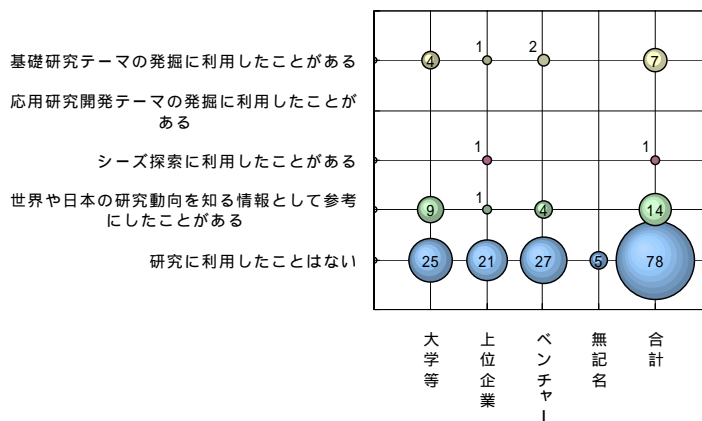 基礎研究テーマの発掘に利用したことがある
4
1
2
7
応用研究開発テーマの発掘に利用したことが
ある
シーズ探索に利用したことがある
1
1
世界や日本の研究動向を知る情報として参考
にしたことがある
9
1
4
14
研究に利用したことはない
25
21
27
5
78
大学等
上位企業
ベンチャー
無記名
合計